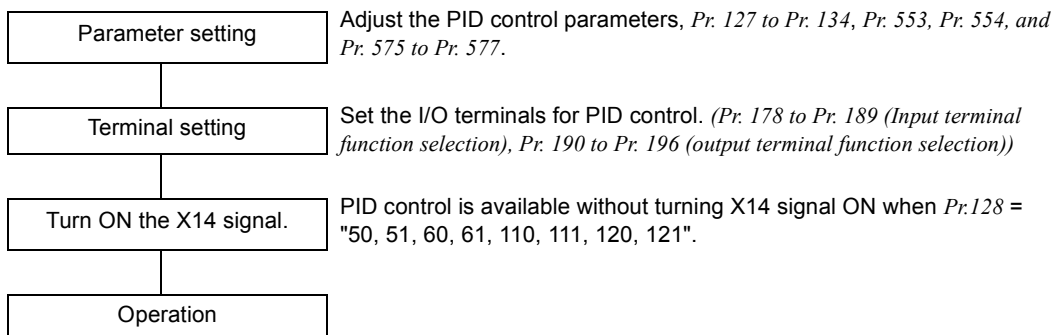 Parameter setting
Adjust the PID control parameters, Pr. 127 to Pr. 134, Pr. 553, Pr. 554, and
Pr. 575 to Pr. 577.
Terminal setting
Set the I/O terminals for PID control. (Pr. 178 to Pr. 189 (Input terminal
function selection), Pr. 190 to Pr. 196 (output terminal function selection))
Turn ON the X14 signal.
PID control is available without turning X14 signal ON when Pr.128 =
"50, 51, 60, 61, 110, 111, 120, 121".
Operation